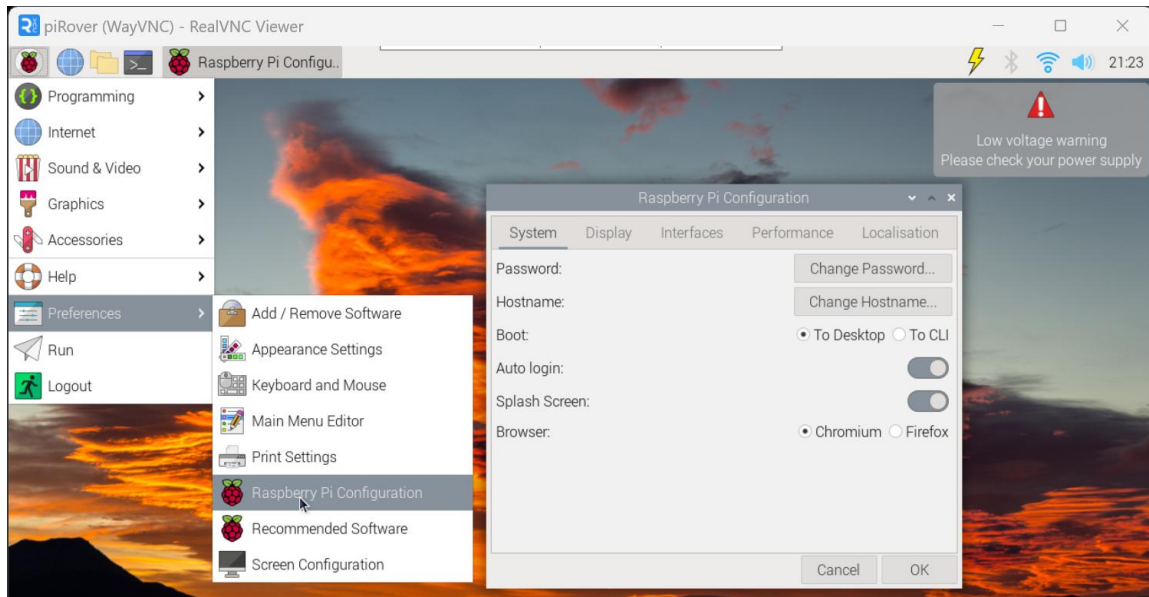 piRover (WayVNC) - RealVNC Viewer
Raspberry Pi Configu..
21:23
Programming
Internet
Sound & Video
Graphics
Accessories
Help
Preferences
Run
Logout
Add / Remove Software
Appearance Settings
Keyboard and Mouse
Main Menu Editor
Print Settings
Raspberry Pi Configuration
Recommended Software
Screen Configuration
Low voltage warning
Please check your power supply
Raspberry Pi Configuration
System Display Interfaces Performance Localisation
Password: Change Password...
Hostname: Change Hostname...
Boot: To Desktop To CLI
Auto login:
Splash Screen:
Browser: Chromium Firefox
Cancel OK